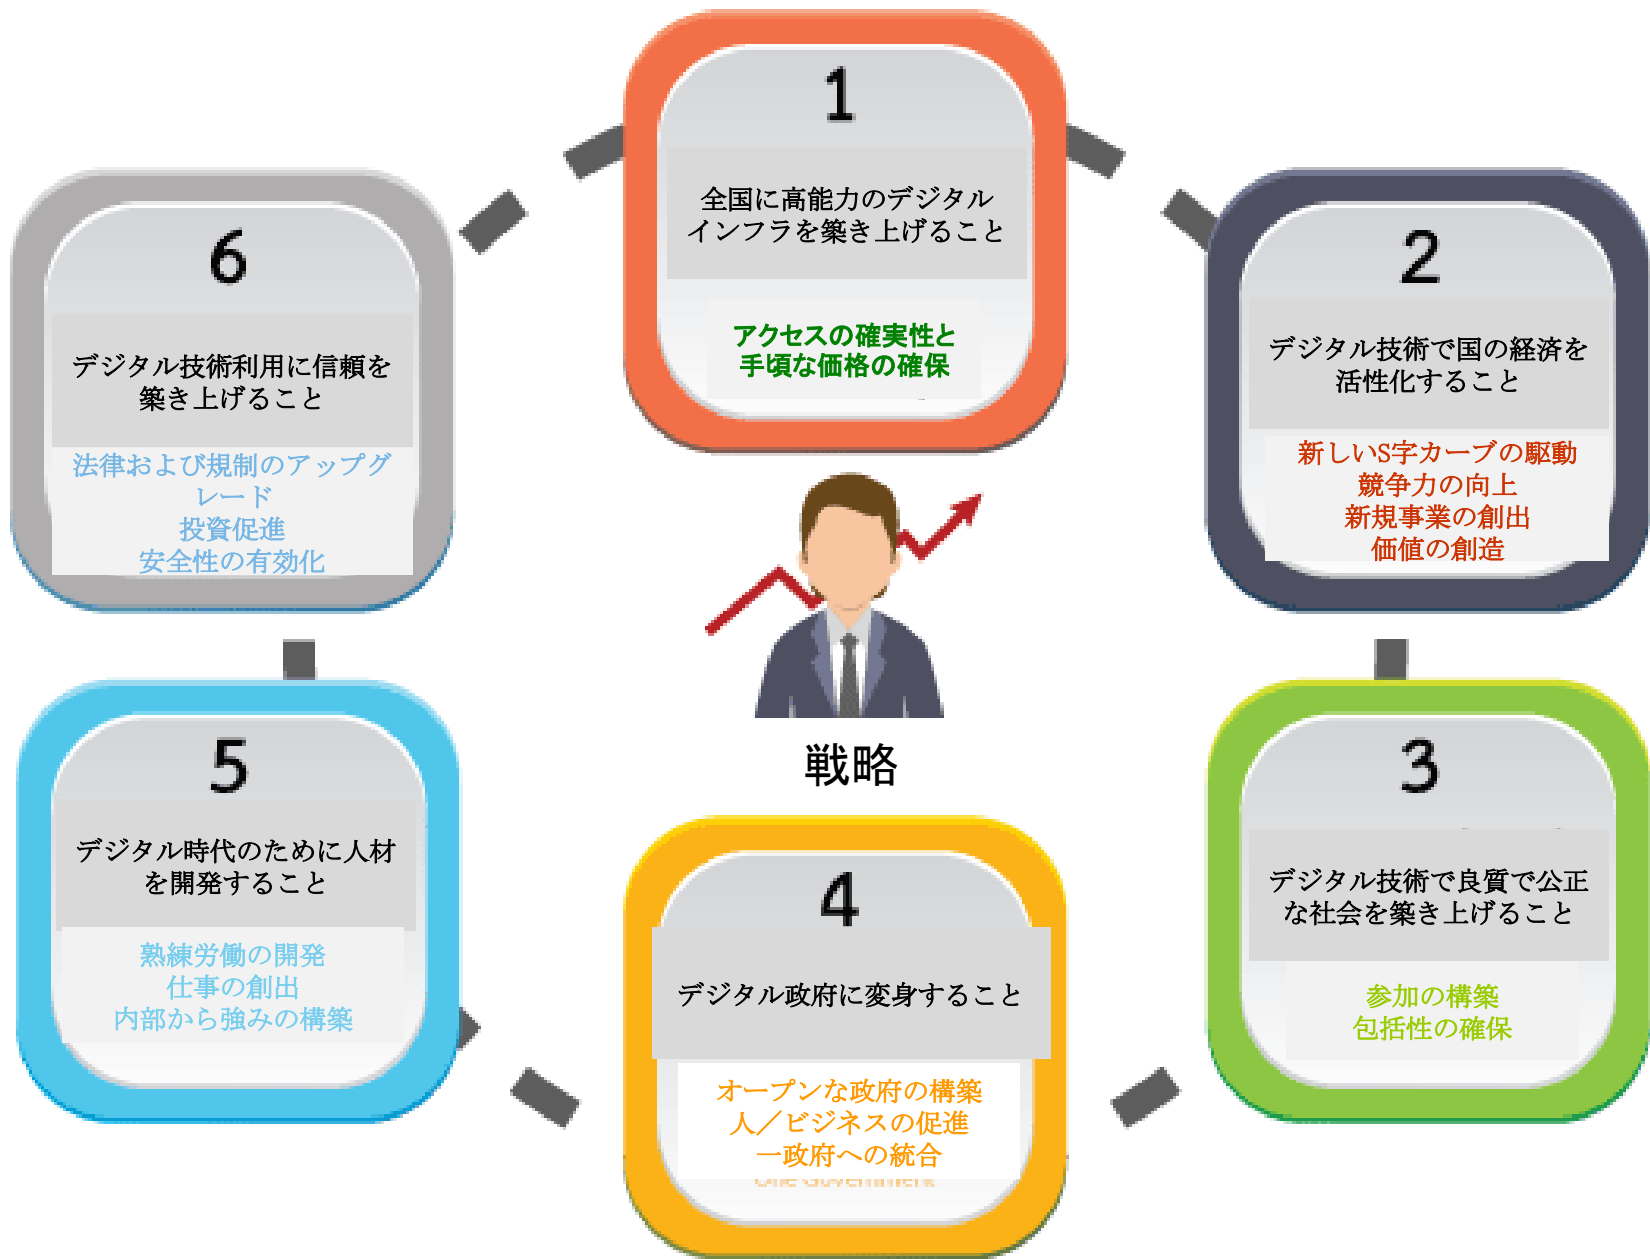 1
全国に高能力のデジタル
インフラを築き上げること
アクセスの確実性と
手頃な価格の確保
2
デジタル技術で国の経済を
活性化すること
新しいS字カーブの駆動
競争力の向上
新規事業の創出
価値の創造
3
デジタル技術で良質で公正
な社会を築き上げること
参加の構築
包括性の確保
4
デジタル政府に変身すること
オープンな政府の構築
人／ビジネスの促進
一政府への統合
One Government
5
デジタル時代のために人材
を開発すること
熟練労働の開発
仕事の創出
内部から強みの構築
6
デジタル技術利用に信頼を
築き上げること
法律および規制のアップグ
レード
投資促進
安全性の有効化
戦略